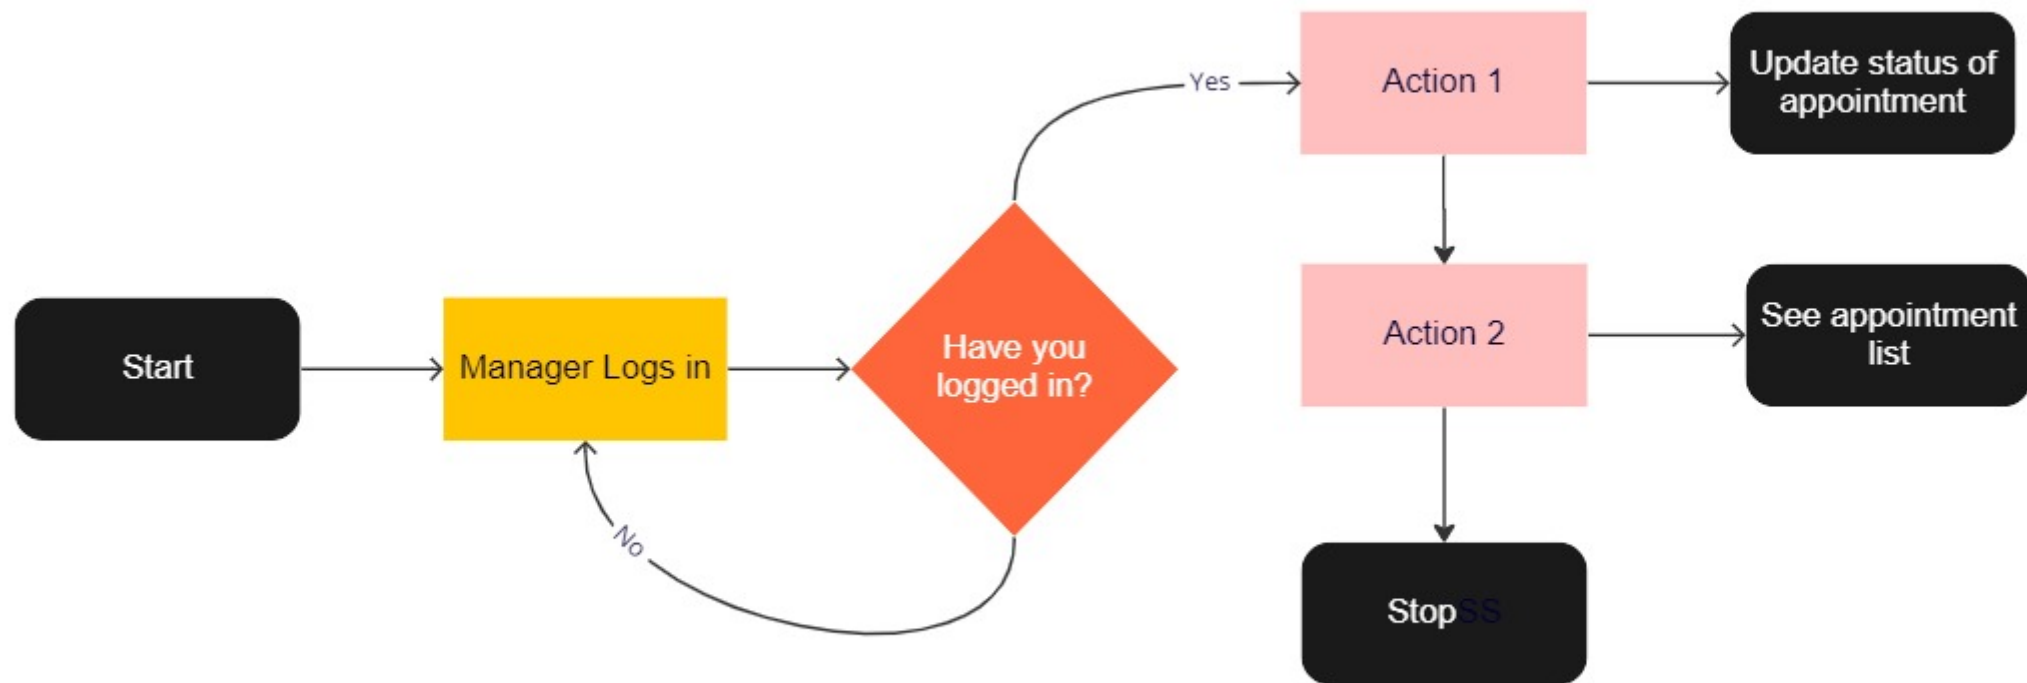 Start
Manager Logs in
Have you
logged in?
Yes
No
Action 1
Update status of
appointment
Action 2
See appointment
list
StopSS